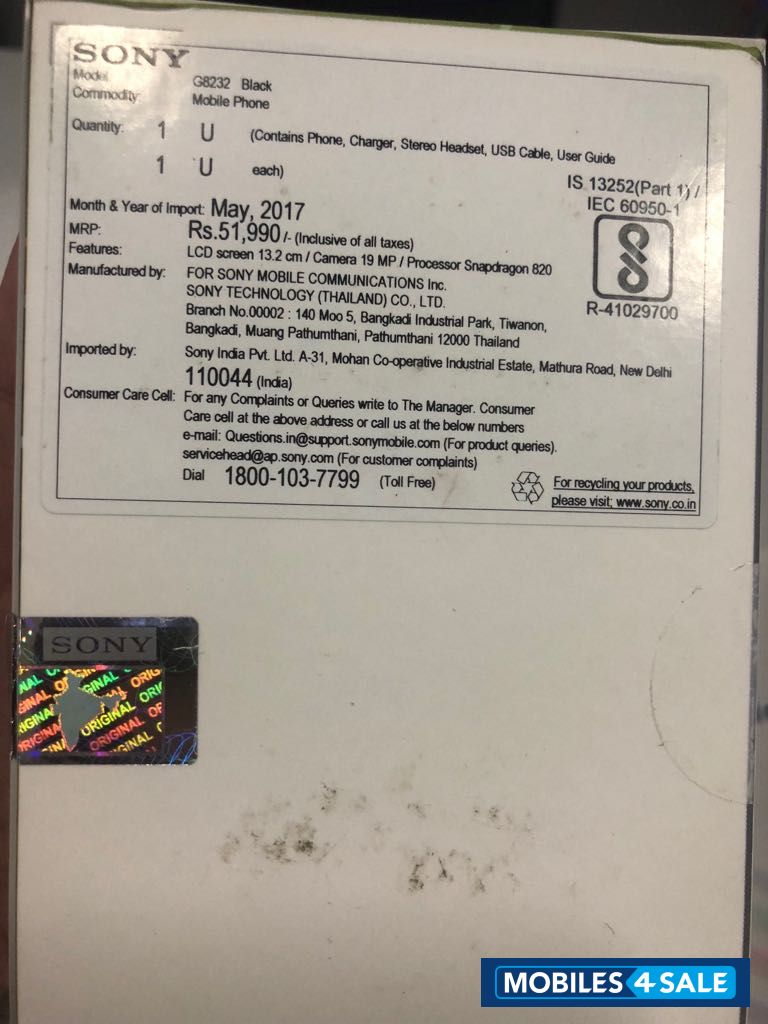 SONY
Model G8232 Black
Commodity: Mobile Phone
Quantity: 1 U (Contains Phone, Charger, Stereo Headset, USB Cable, User Guide
1 U each)
IS 13252(Part 1) /
IEC 60950-1
R-41029700
Month & Year of Import: May, 2017
MRP: Rs.51,990/- (Inclusive of all taxes)
Features: LCD screen 13.2 cm / Camera 19 MP / Processor Snapdragon 820
Manufactured by: FOR SONY MOBILE COMMUNICATIONS Inc.
SONY TECHNOLOGY (THAILAND) CO., LTD.
Branch No.00002 : 140 Moo 5, Bangkadi Industrial Park, Tiwanon,
Bangkadi, Muang Pathumthani, Pathumthani 12000 Thailand
Imported by: Sony India Pvt. Ltd. A-31, Mohan Co-operative Industrial Estate, Mathura Road, New Delhi
110044 (India)
Consumer Care Cell: For any Complaints or Queries write to The Manager. Consumer
Care cell at the above address or call us at the below numbers
e-mail: Questions.in@support.sonymobile.com (For product queries).
servicehead@ap.sony.com (For customer complaints)
Dial 1800-103-7799 (Toll Free)
For recycling your products,
please visit; www.sony.co.in
SONY
ORIGINAL ORIGINAL
MOBILES 4 SALE